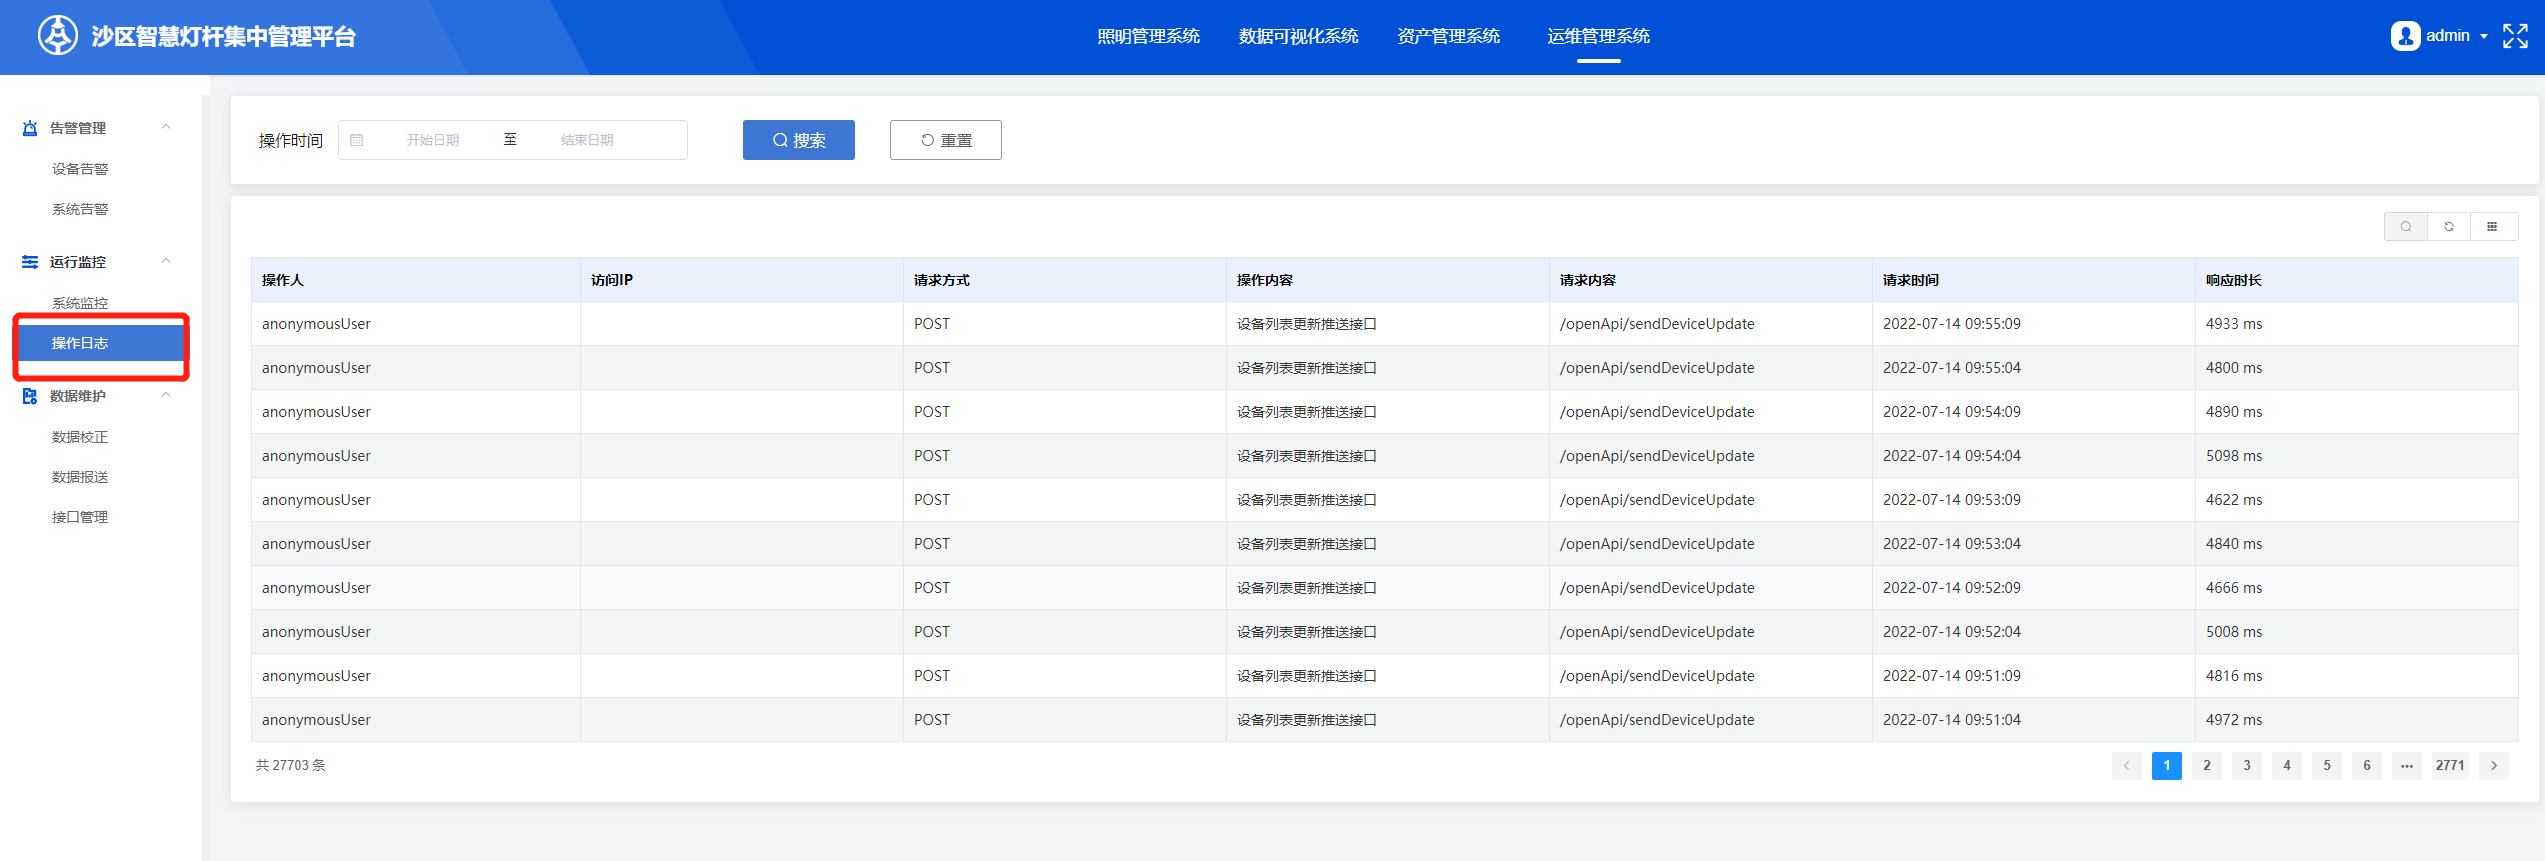 沙区智慧灯杆集中管理平台
照明管理系统 数据可视化系统 资产管理系统 运维管理系统
admin
告警管理
设备告警
系统告警
运行监控
系统监控
操作日志
数据维护
数据校正
数据报送
接口管理
操作时间 开始日期 至 结束日期 搜索 重置
操作人 访问IP 请求方式 操作内容 请求内容 请求时间 响应时长
anonymousUser POST 设备列表更新推送接口 /openApi/sendDeviceUpdate 2022-07-14 09:55:09 4933 ms
anonymousUser POST 设备列表更新推送接口 /openApi/sendDeviceUpdate 2022-07-14 09:55:04 4800 ms
anonymousUser POST 设备列表更新推送接口 /openApi/sendDeviceUpdate 2022-07-14 09:54:09 4890 ms
anonymousUser POST 设备列表更新推送接口 /openApi/sendDeviceUpdate 2022-07-14 09:54:04 5098 ms
anonymousUser POST 设备列表更新推送接口 /openApi/sendDeviceUpdate 2022-07-14 09:53:09 4622 ms
anonymousUser POST 设备列表更新推送接口 /openApi/sendDeviceUpdate 2022-07-14 09:53:04 4840 ms
anonymousUser POST 设备列表更新推送接口 /openApi/sendDeviceUpdate 2022-07-14 09:52:09 4666 ms
anonymousUser POST 设备列表更新推送接口 /openApi/sendDeviceUpdate 2022-07-14 09:52:04 5008 ms
anonymousUser POST 设备列表更新推送接口 /openApi/sendDeviceUpdate 2022-07-14 09:51:09 4816 ms
anonymousUser POST 设备列表更新推送接口 /openApi/sendDeviceUpdate 2022-07-14 09:51:04 4972 ms
共 27703 条 1 2 3 4 5 6 ••• 2771